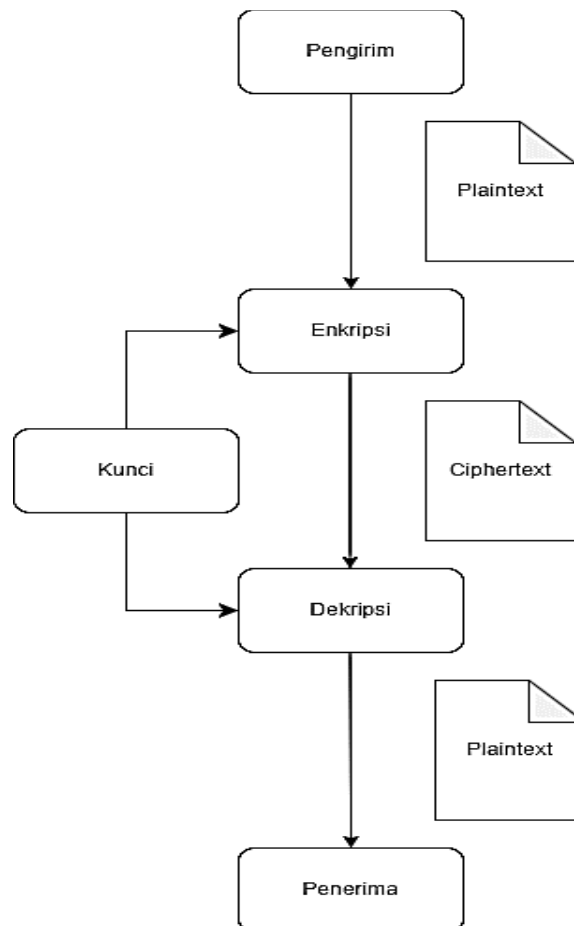 Pengirim
Plaintext
Enkripsi
Kunci
Ciphertext
Dekripsi
Plaintext
Penerima